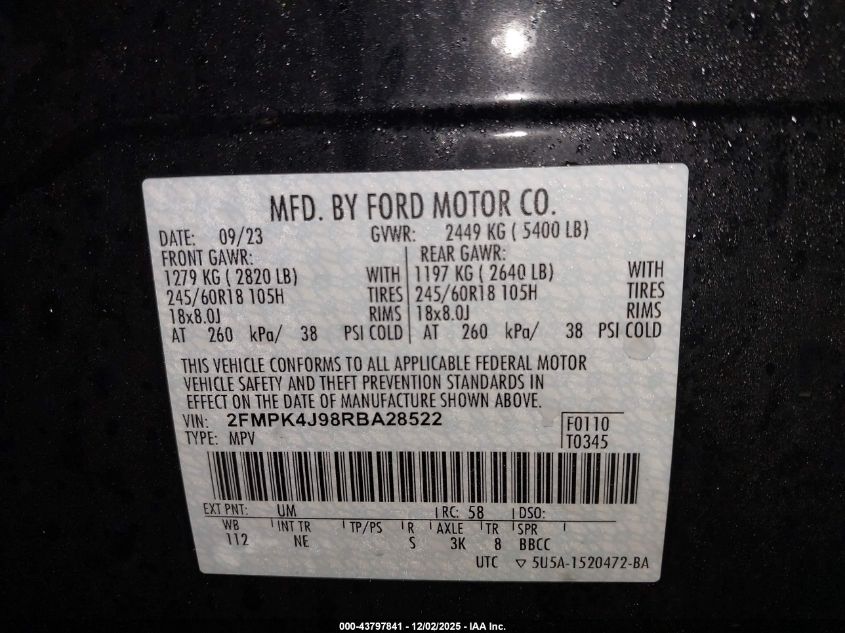 MFD. BY FORD MOTOR CO.
DATE: 09/23 GVWR: 2449 KG ( 5400 LB)
FRONT GAWR: REAR GAWR:
1279 KG ( 2820 LB) WITH 1197 KG ( 2640 LB) WITH
245/60R18 105H TIRES 245/60R18 105H TIRES
18x8.0J RIMS 18x8.0J RIMS
AT 260 kPa/ 38 PSI COLD AT 260 kPa/ 38 PSI COLD
THIS VEHICLE CONFORMS TO ALL APPLICABLE FEDERAL MOTOR
VEHICLE SAFETY AND THEFT PREVENTION STANDARDS IN
EFFECT ON THE DATE OF MANUFACTURE SHOWN ABOVE.
VIN: 2FMPK4J98RBA28522 F0110
TYPE: MPV T0345
EXT PNT: UM RC: 58 DSO:
WB INT TR TP/PS R AXLE TR SPR
112 NE S 3K 8 BBCC
UTC ▽ 5U5A-1520472-BA
000-43797841 - 12/02/2025 - IAA Inc.